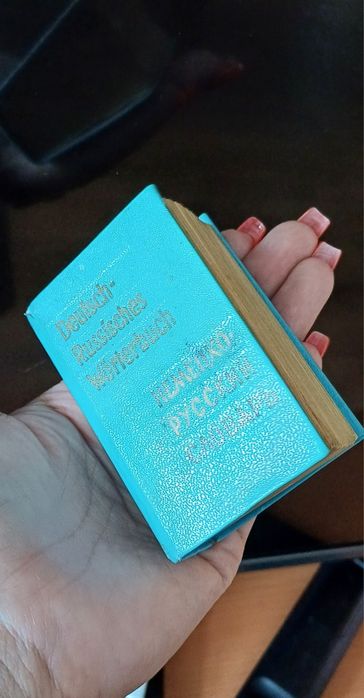 Deutsch-
Russisches
Wörterbuch
НЕМЕЦКО-
РУССКИЙ
СЛОВАРЬ